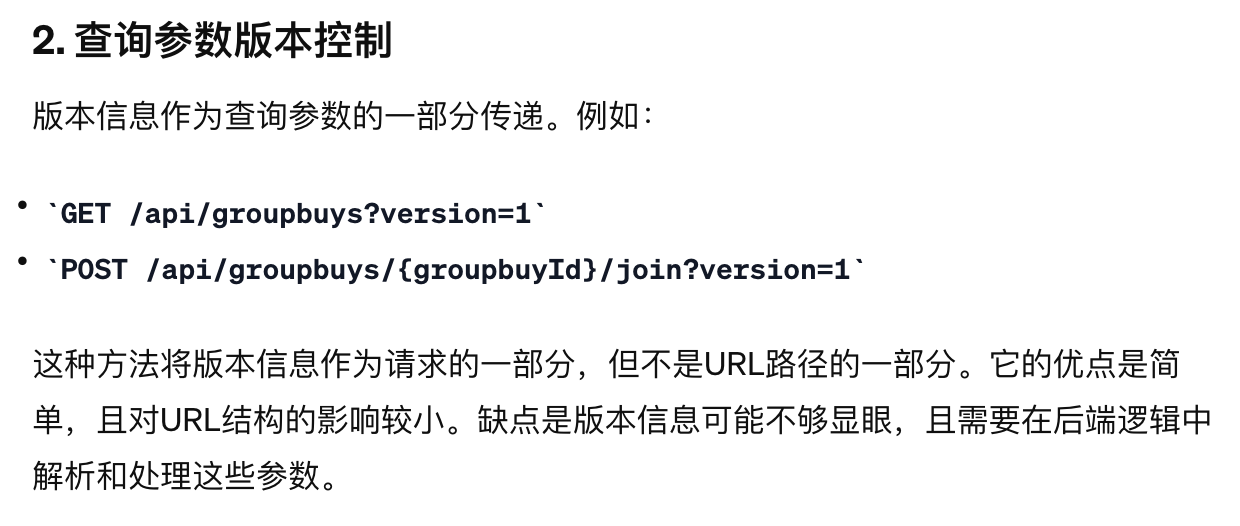 2. 查询参数版本控制
版本信息作为查询参数的一部分传递。例如：
• `GET /api/groupbuys?version=1`
• `POST /api/groupbuys/{groupbuyId}/join?version=1`
这种方法将版本信息作为请求的一部分，但不是URL路径的一部分。它的优点是简
单，且对URL结构的影响较小。缺点是版本信息可能不够显眼，且需要在后端逻辑中
解析和处理这些参数。